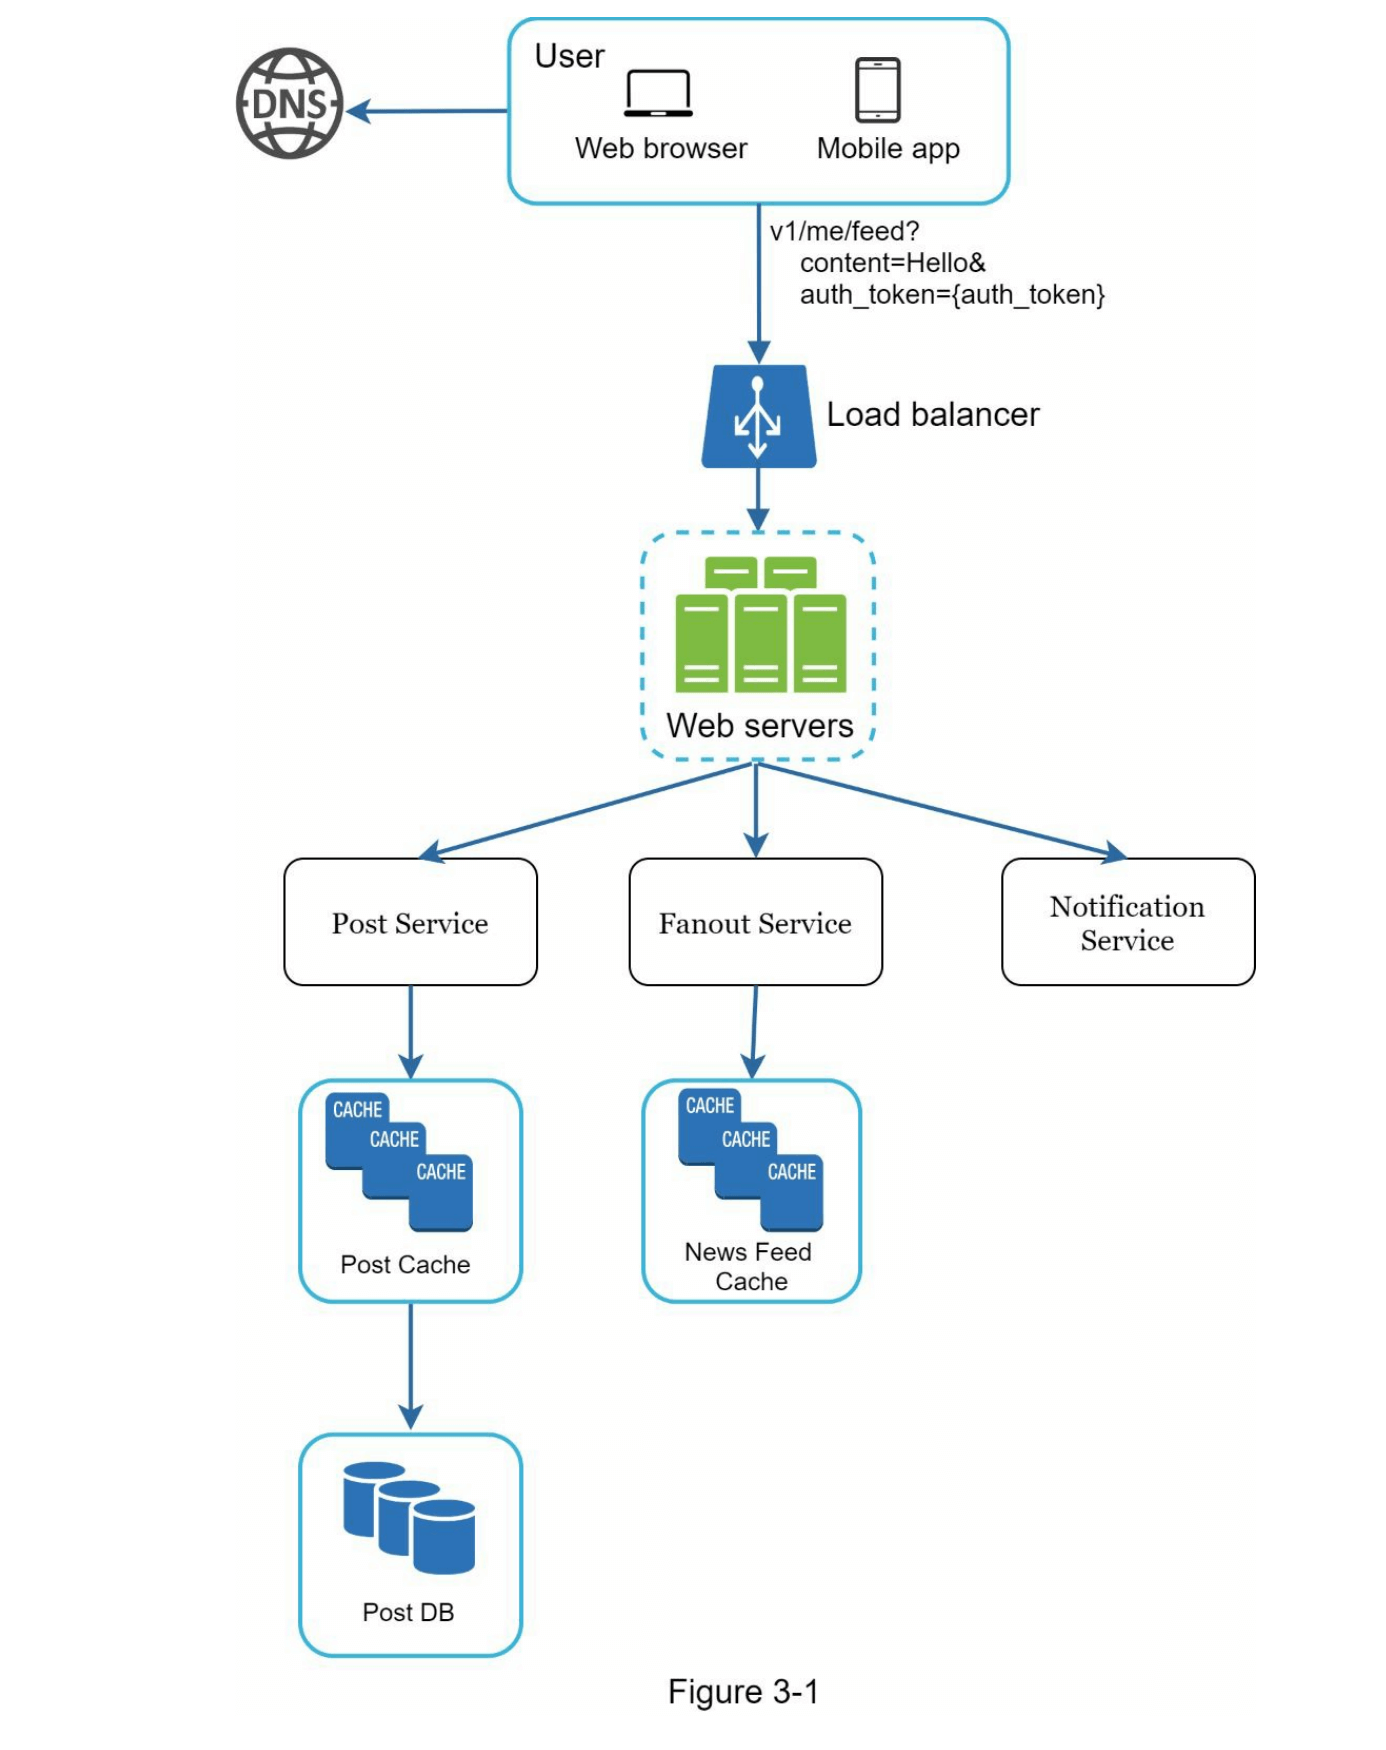 User
DNS
Web browser
Mobile app
v1/me/feed?
content=Hello&
auth_token={auth_token}
Load balancer
Web servers
Post Service
Fanout Service
Notification
Service
CACHE
CACHE
CACHE
Post Cache
CACHE
CACHE
CACHE
News Feed
Cache
Post DB
Figure 3-1